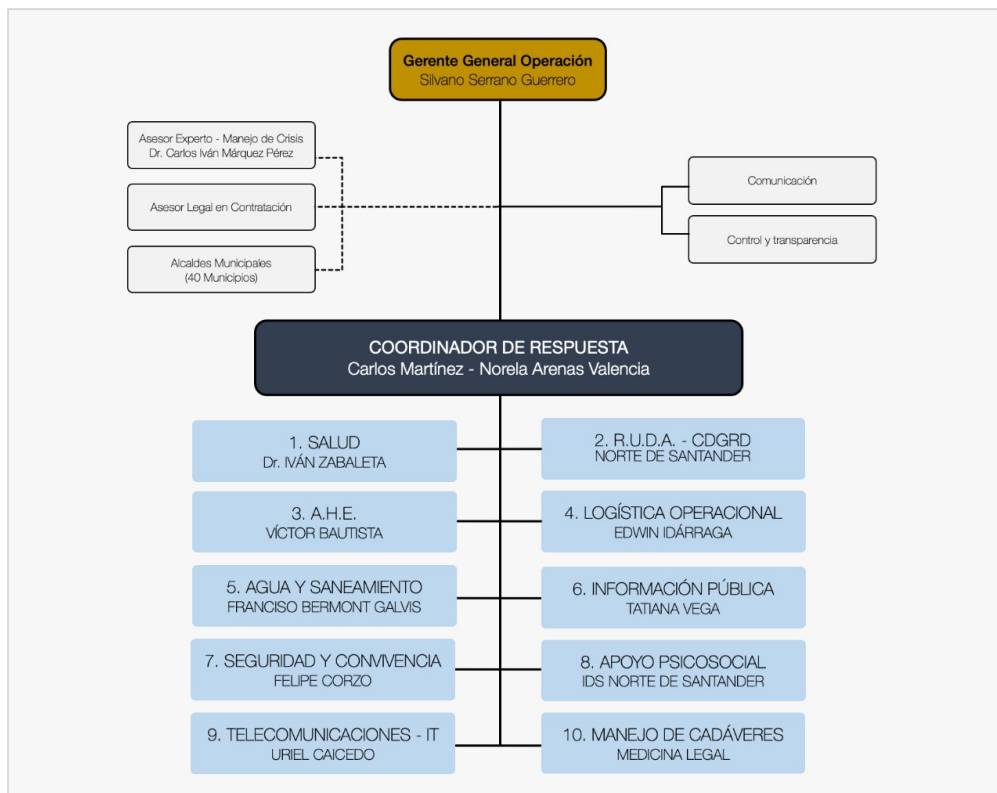 Gerente General Operación
Silvano Serrano Guerrero
Asesor Experto - Manejo de Crisis
Dr. Carlos Iván Márquez Pérez
Asesor Legal en Contratación
Alcaldes Municipales
(40 Municipios)
Comunicación
Control y transparencia
COORDINADOR DE RESPUESTA
Carlos Martínez - Norela Arenas Valencia
1. SALUD
Dr. IVÁN ZABALETA
2. R.U.D.A. - CDGRD
NORTE DE SANTANDER
3. A.H.E.
VÍCTOR BAUTISTA
4. LOGÍSTICA OPERACIONAL
EDWIN IDÁRRAGA
5. AGUA Y SANEAMIENTO
FRANCISO BERMONT GALVIS
6. INFORMACIÓN PÚBLICA
TATIANA VEGA
7. SEGURIDAD Y CONVIVENCIA
FELIPE CORZO
8. APOYO PSICOSOCIAL
IDS NORTE DE SANTANDER
9. TELECOMUNICACIONES - IT
URIEL CAICEDO
10. MANEJO DE CADÁVERES
MEDICINA LEGAL